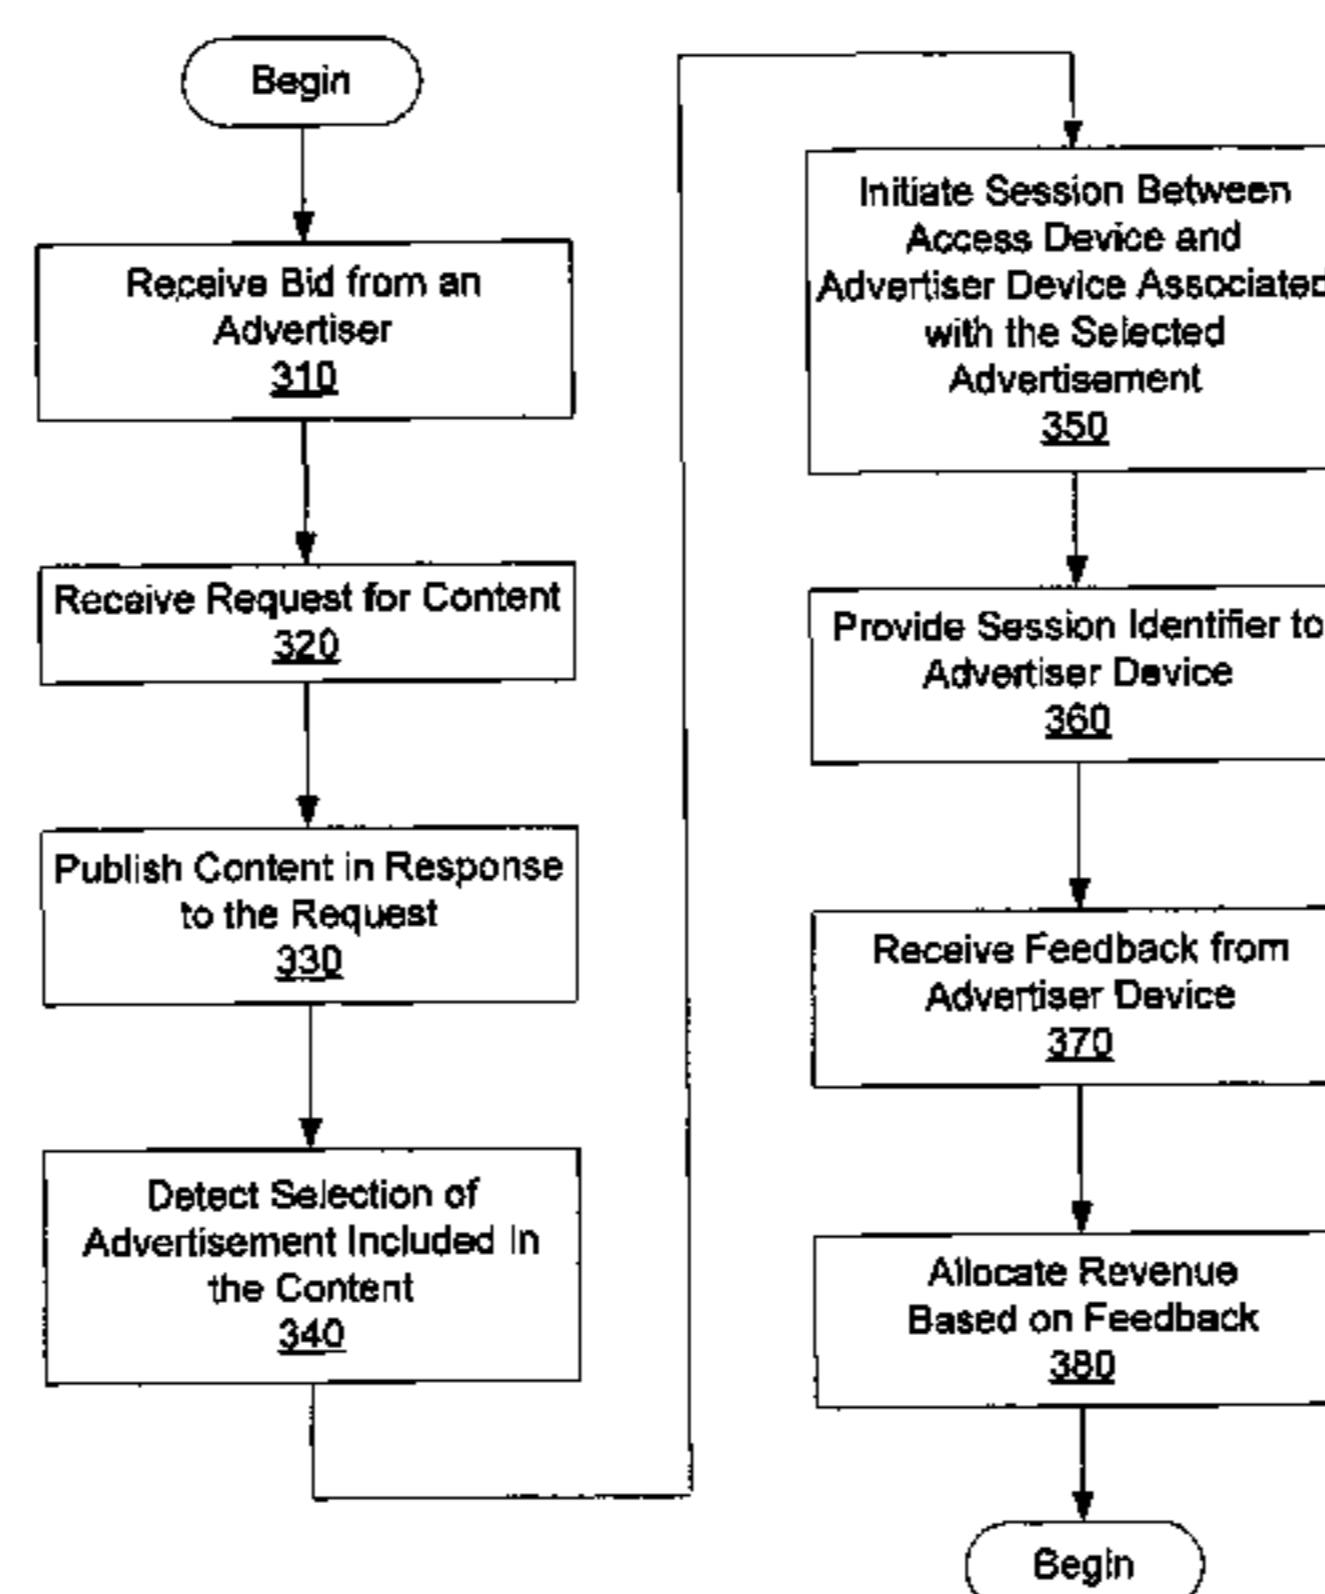 Begin
Receive Bid from an
Advertiser
310
Receive Request for Content
320
Publish Content in Response
to the Request
330
Detect Selection of
Advertisement Included in
the Content
340
Initiate Session Between
Access Device and
Advertiser Device Associated
with the Selected
Advertisement
350
Provide Session Identifier to
Advertiser Device
360
Receive Feedback from
Advertiser Device
370
Allocate Revenue
Based on Feedback
380
Begin